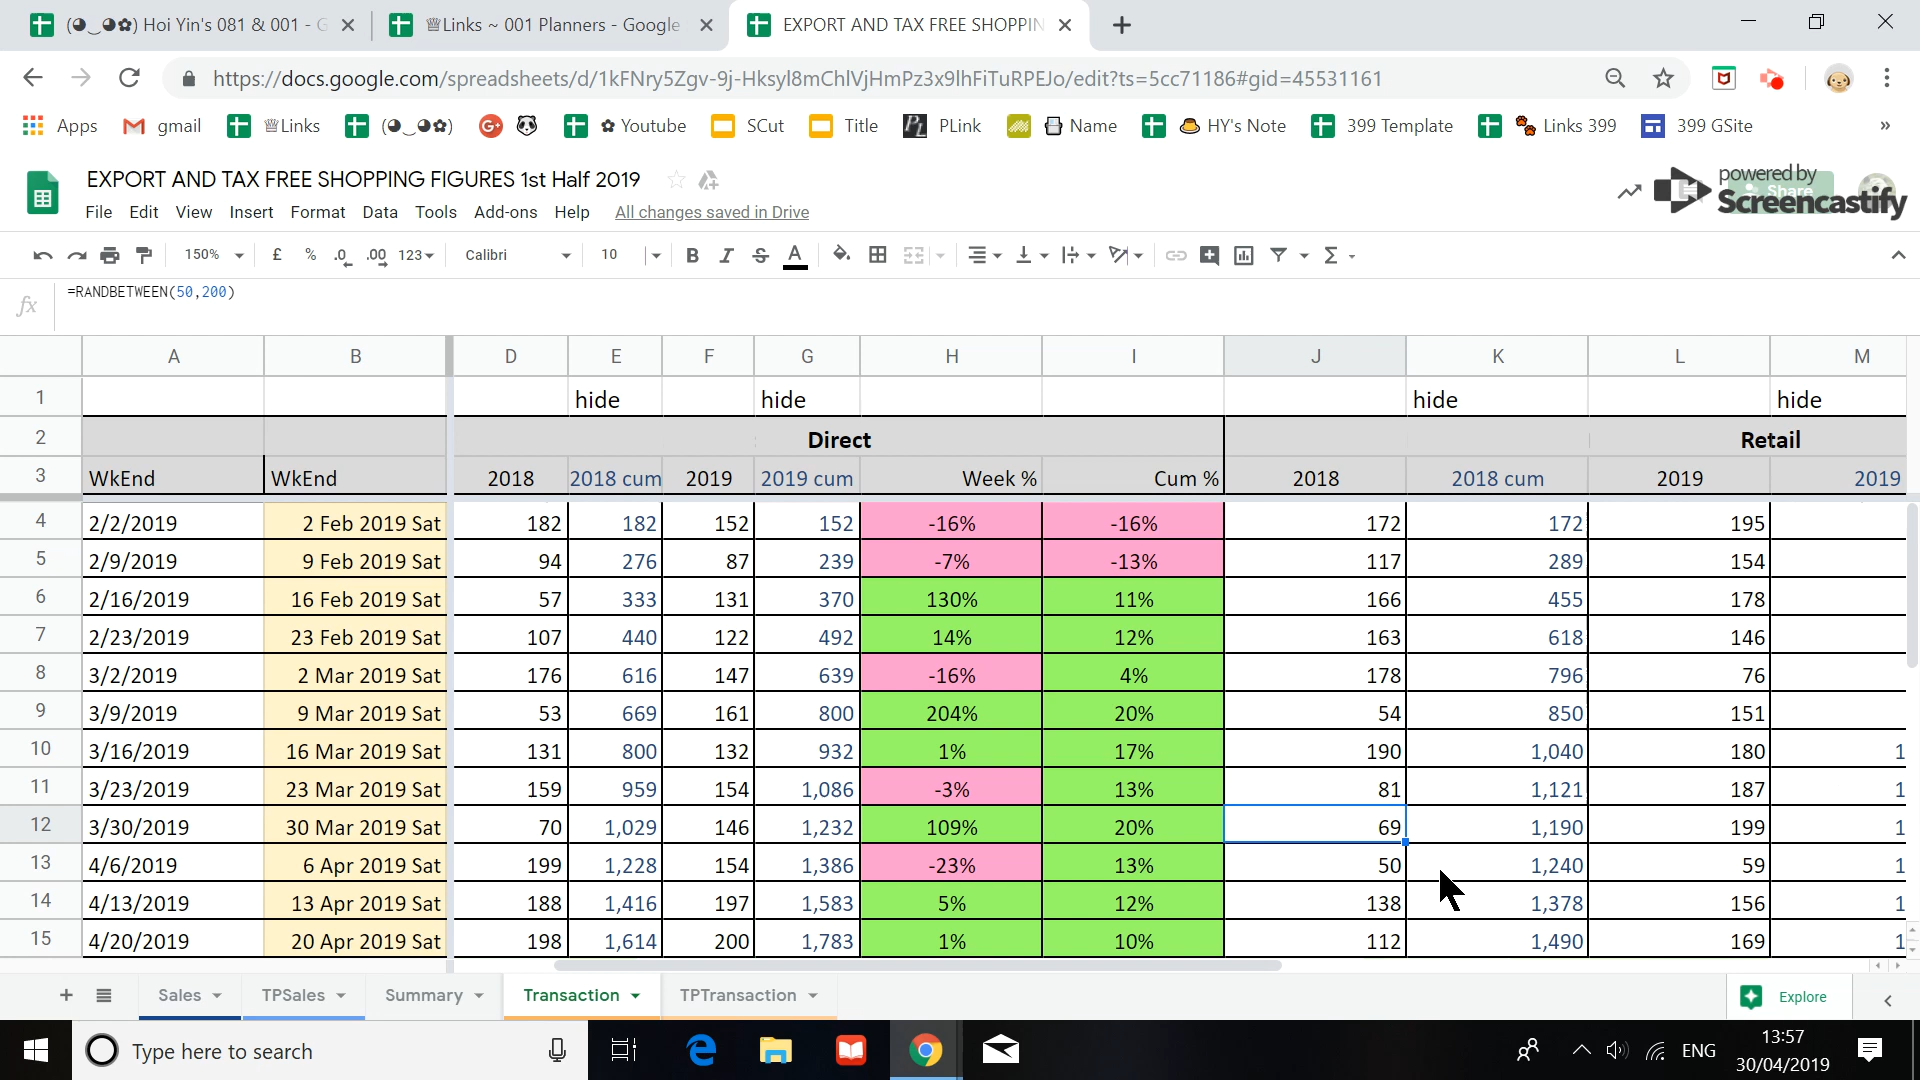 (◕‿◕✿) Hoi Yin's 081 & 001 - G
♕Links ~ 001 Planners - Google
EXPORT AND TAX FREE SHOPPIN
https://docs.google.com/spreadsheets/d/1kFNry5Zgv-9j-Hksyl8mChlVjHmPz3x9lhFiTuRPEJo/edit?ts=5cc71186#gid=45531161
Apps gmail ♕Links (◕‿◕✿) G+ ✿ Youtube SCut Title PL PLink Name HY's Note 399 Template Links 399 399 GSite »
EXPORT AND TAX FREE SHOPPING FIGURES 1st Half 2019
powered by
Share
Screencastify
File Edit View Insert Format Data Tools Add-ons Help All changes saved in Drive
150% £ % .0 .00 123 Calibri 10 B I S A Σ
fx =RANDBETWEEN(50,200)
A B D E F G H I J K L M
1 hide hide hide hide
2 Direct Retail
3 WkEnd WkEnd 2018 2018 cum 2019 2019 cum Week % Cum % 2018 2018 cum 2019 2019
4 2/2/2019 2 Feb 2019 Sat 182 182 152 152 -16% -16% 172 172 195
5 2/9/2019 9 Feb 2019 Sat 94 276 87 239 -7% -13% 117 289 154
6 2/16/2019 16 Feb 2019 Sat 57 333 131 370 130% 11% 166 455 178
7 2/23/2019 23 Feb 2019 Sat 107 440 122 492 14% 12% 163 618 146
8 3/2/2019 2 Mar 2019 Sat 176 616 147 639 -16% 4% 178 796 76
9 3/9/2019 9 Mar 2019 Sat 53 669 161 800 204% 20% 54 850 151
10 3/16/2019 16 Mar 2019 Sat 131 800 132 932 1% 17% 190 1,040 180 1
11 3/23/2019 23 Mar 2019 Sat 159 959 154 1,086 -3% 13% 81 1,121 187 1
12 3/30/2019 30 Mar 2019 Sat 70 1,029 146 1,232 109% 20% 69 1,190 199 1
13 4/6/2019 6 Apr 2019 Sat 199 1,228 154 1,386 -23% 13% 50 1,240 59 1
14 4/13/2019 13 Apr 2019 Sat 188 1,416 197 1,583 5% 12% 138 1,378 156 1
15 4/20/2019 20 Apr 2019 Sat 198 1,614 200 1,783 1% 10% 112 1,490 169 1
Sales TPSales Summary Transaction TPTransaction Explore
Type here to search
ENG
13:57
30/04/2019